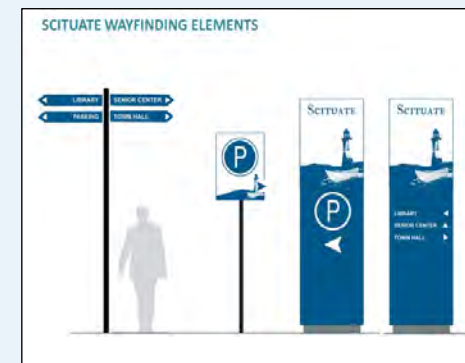 SCITUATE WAYFINDING ELEMENTS
LIBRARY SENIOR CENTER
PARKING TOWN HALL
P
SCITUATE
P
SCITUATE
LIBRARY
SENIOR CENTER
TOWN HALL